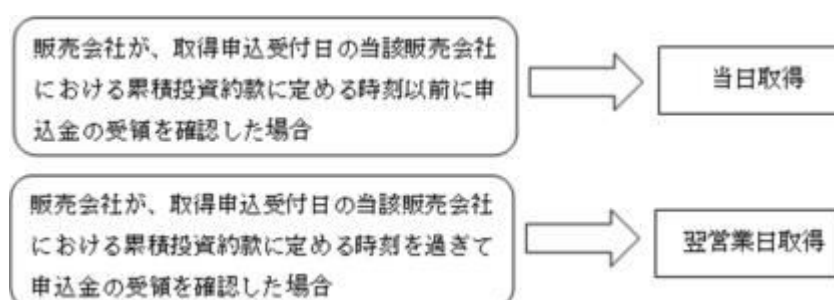 販売会社が、取得申込受付日の当該販売会社
における累積投資約款に定める時刻以前に申
込金の受領を確認した場合
当日取得
販売会社が、取得申込受付日の当該販売会社
における累積投資約款に定める時刻を過ぎて
申込金の受領を確認した場合
翌営業日取得